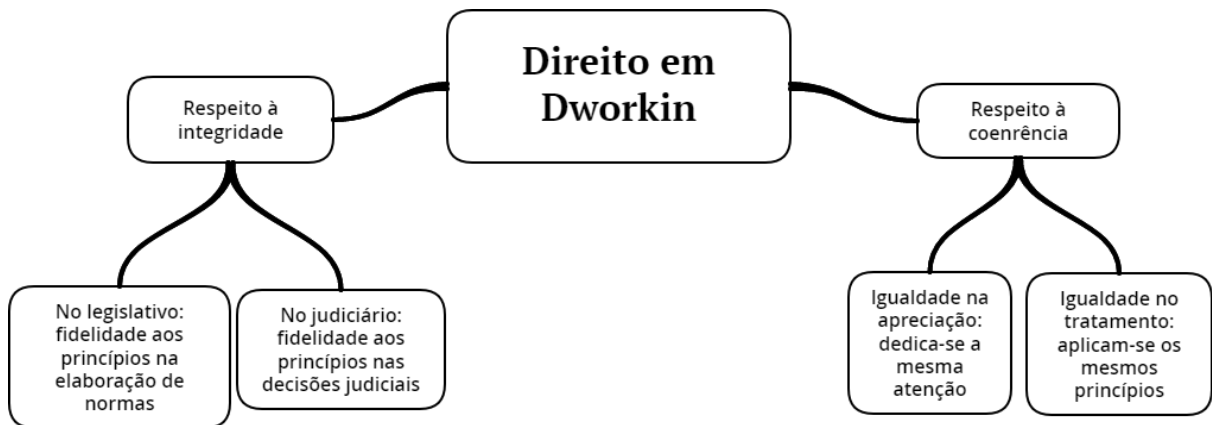 Direito em
Dworkin
Respeito à
integridade
Respeito à
coenrência
No legislativo:
fidelidade aos
princípios na
elaboração de
normas
No judiciário:
fidelidade aos
princípios nas
decisões judiciais
Igualdade na
apreciação:
dedica-se a
mesma
atenção
Igualdade no
tratamento:
aplicam-se os
mesmos
princípios